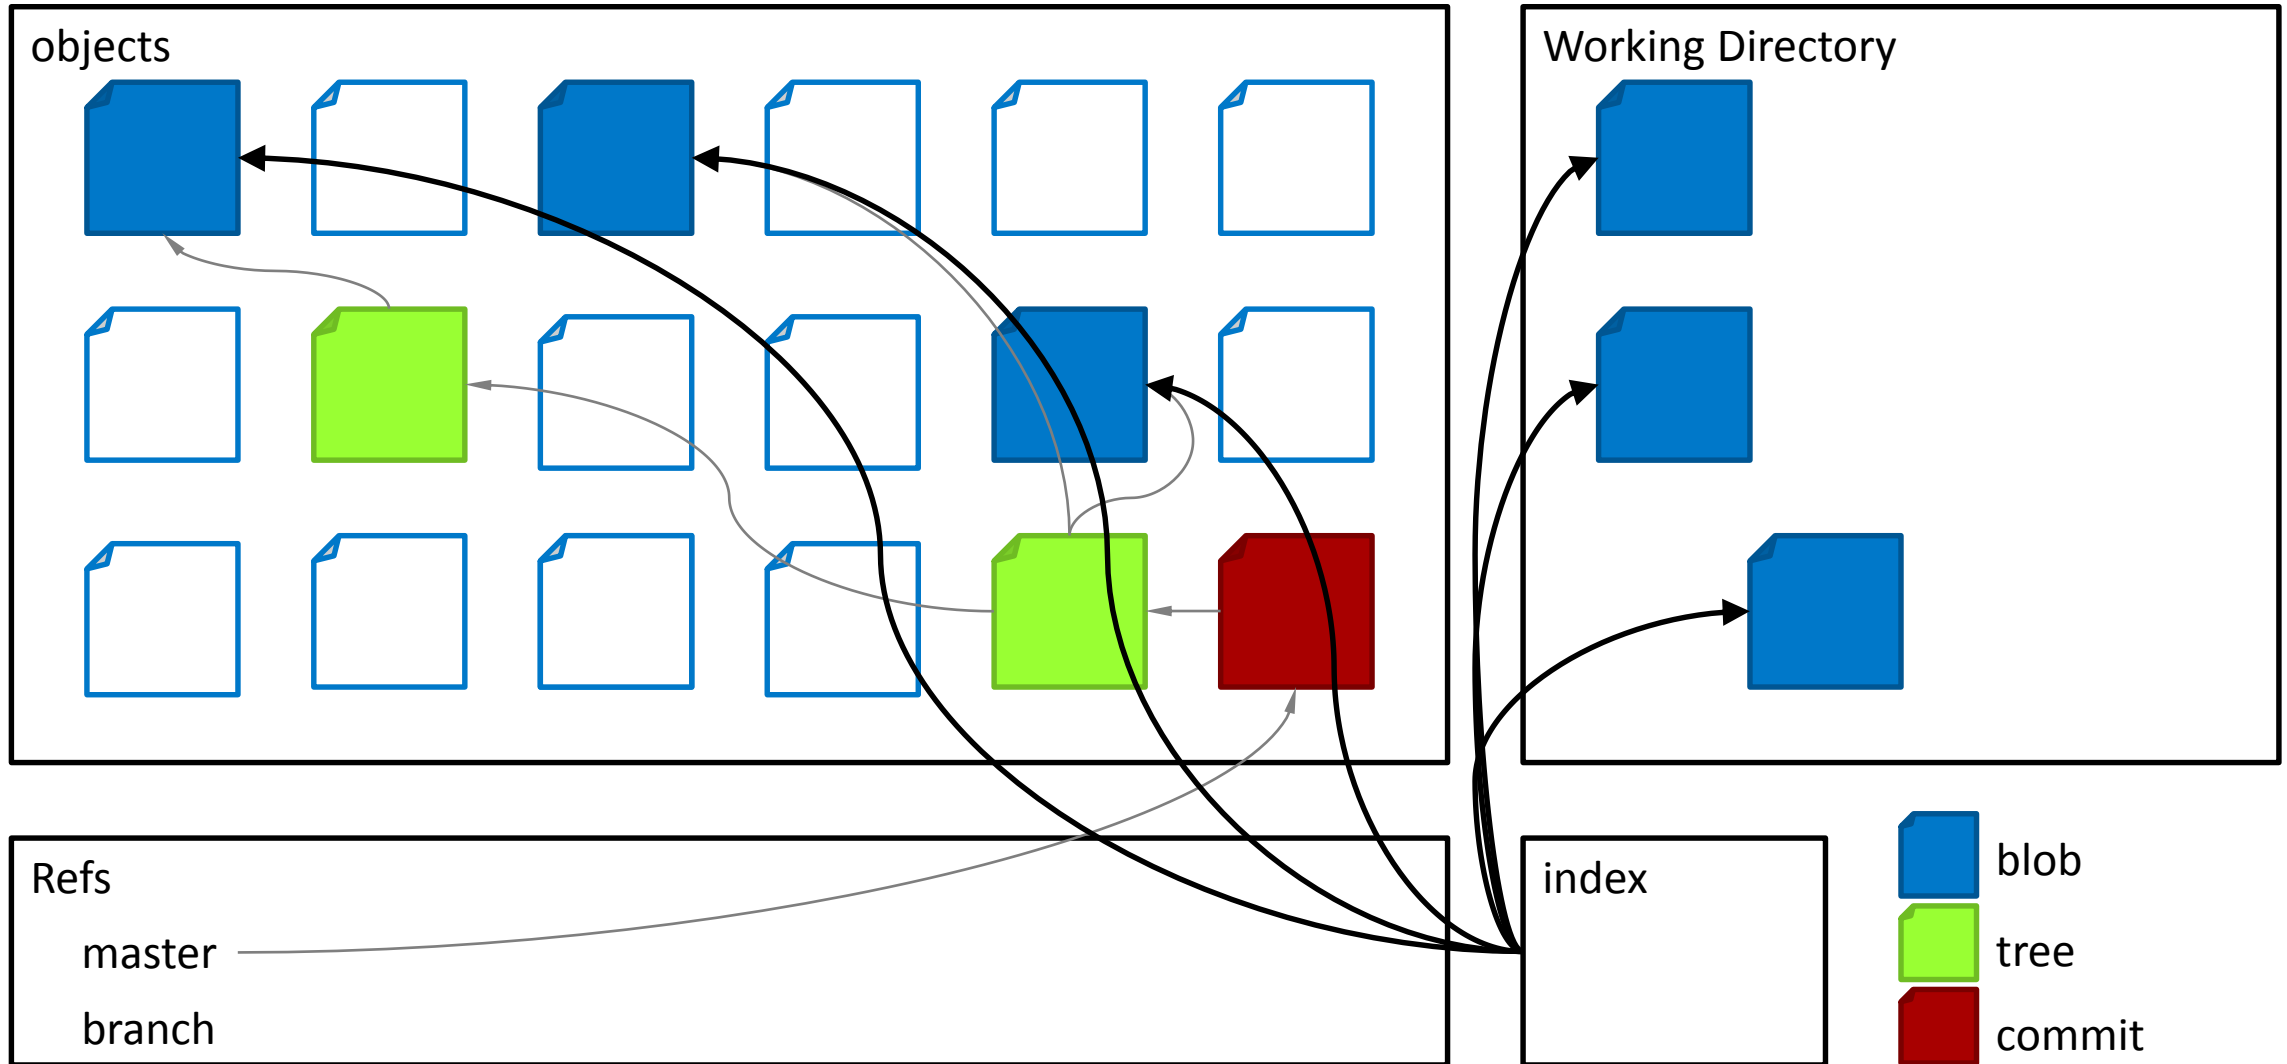 objects
Working Directory
Refs
master
branch
index
blob
tree
commit